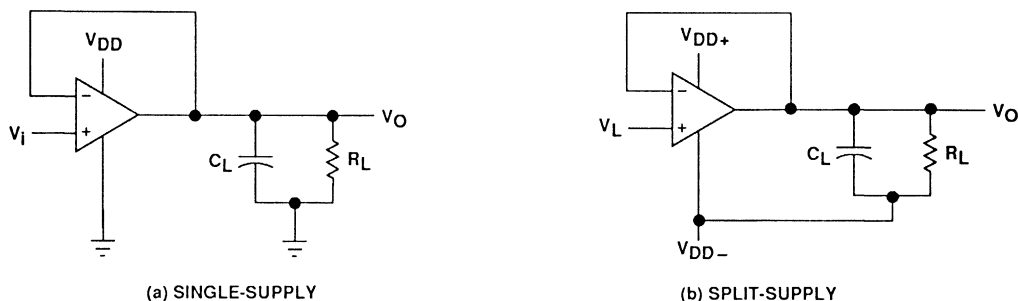 VDD
−
Vi
+
VO
CL
RL
(a) SINGLE-SUPPLY
VDD+
−
VL
+
VO
CL
RL
VDD−
(b) SPLIT-SUPPLY